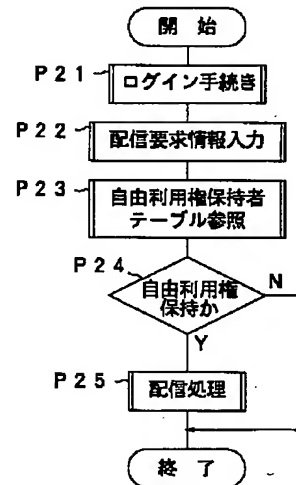 開 始
P21
ログイン手続き
P22
配信要求情報入力
P23
自由利用権保持者
テーブル参照
P24
自由利用権
保持か
N
Y
P25
配信処理
終 了